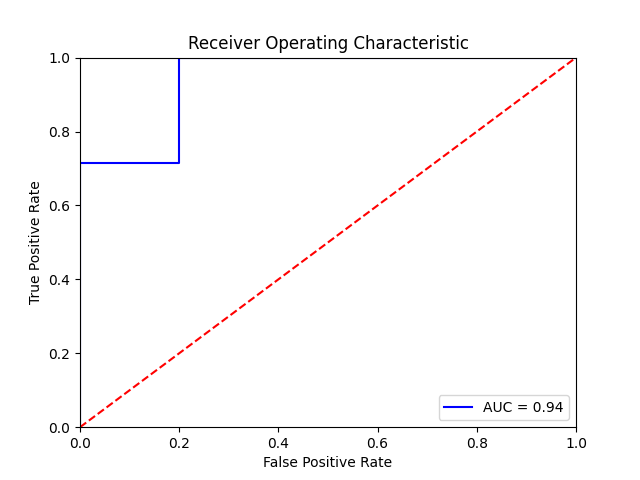 Receiver Operating Characteristic
True Positive Rate
1.0
0.8
0.6
0.4
0.2
0.0
AUC = 0.94
0.0 0.2 0.4 0.6 0.8 1.0
False Positive Rate